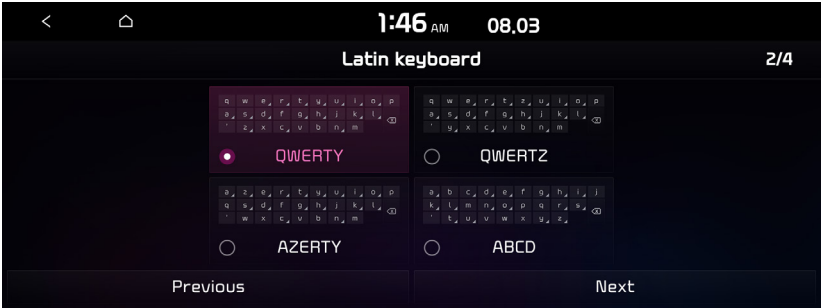 1:46 AM 08.03
Latin keyboard 2/4
q w e r t y u i o p
a s d f g h j k l
' z x c v b n m
QWERTY
q w e r t z u i o p
a s d f g h j k l
' y x c v b n m
QWERTZ
a z e r t y u i o p
q s d f g h j k l
' w x c v b n m
AZERTY
a b c d e f g h i j
k l m n o p q r s
' t u v w x y z
ABCD
Previous Next